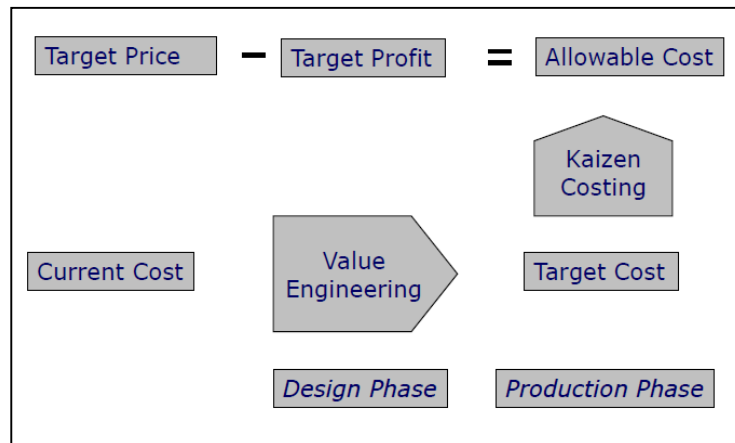 Target Price − Target Profit = Allowable Cost
Kaizen
Costing
Current Cost
Value
Engineering
Target Cost
Design Phase
Production Phase